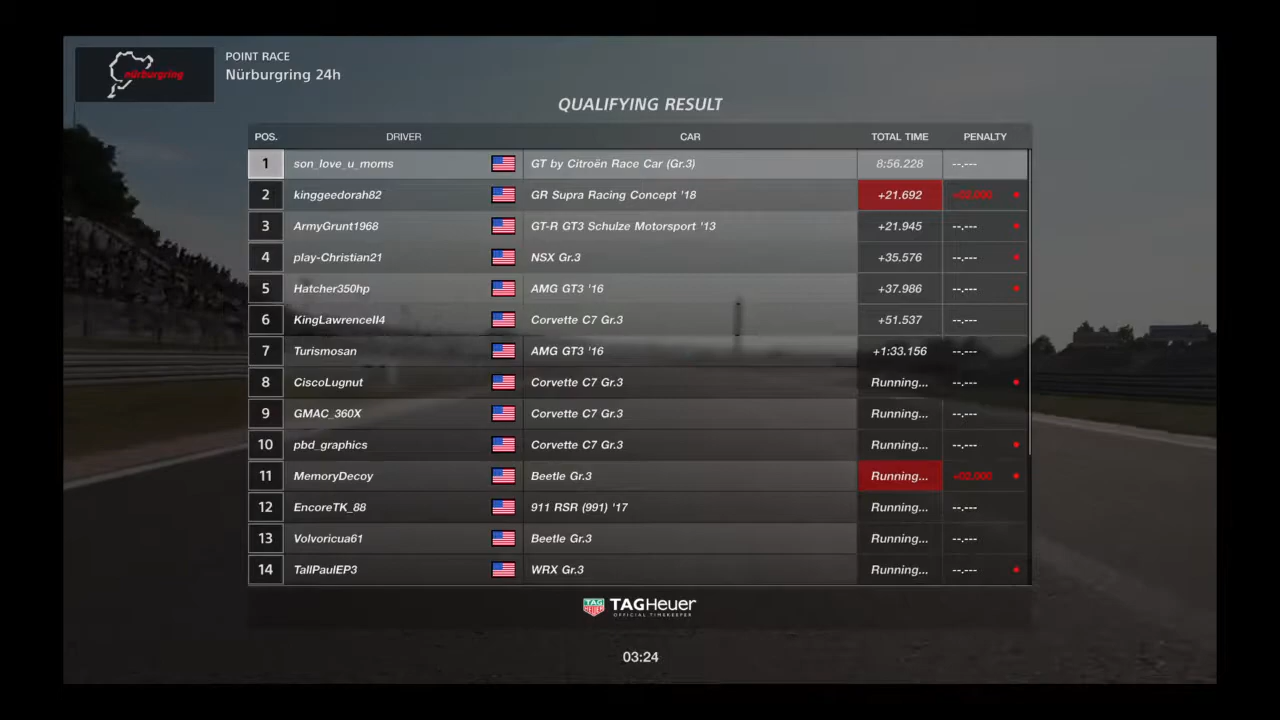 nürburgring
POINT RACE
Nürburgring 24h
QUALIFYING RESULT
POS. DRIVER CAR TOTAL TIME PENALTY
1 son_love_u_moms GT by Citroën Race Car (Gr.3) 8:56.228 --.---
2 kinggeedorah82 GR Supra Racing Concept '18 +21.692 +02.000
3 ArmyGrunt1968 GT-R GT3 Schulze Motorsport '13 +21.945 --.---
4 play-Christian21 NSX Gr.3 +35.576 --.---
5 Hatcher350hp AMG GT3 '16 +37.986 --.---
6 KingLawrenceII4 Corvette C7 Gr.3 +51.537 --.---
7 Turismosan AMG GT3 '16 +1:33.156 --.---
8 CiscoLugnut Corvette C7 Gr.3 Running... --.---
9 GMAC_360X Corvette C7 Gr.3 Running... --.---
10 pbd_graphics Corvette C7 Gr.3 Running... --.---
11 MemoryDecoy Beetle Gr.3 Running... +03.000
12 EncoreTK_88 911 RSR (991) '17 Running... --.---
13 Volvoricua61 Beetle Gr.3 Running... --.---
14 TallPaulEP3 WRX Gr.3 Running... --.---
TAG HEUER TAGHeuer
OFFICIAL TIMEKEEPER
03:24